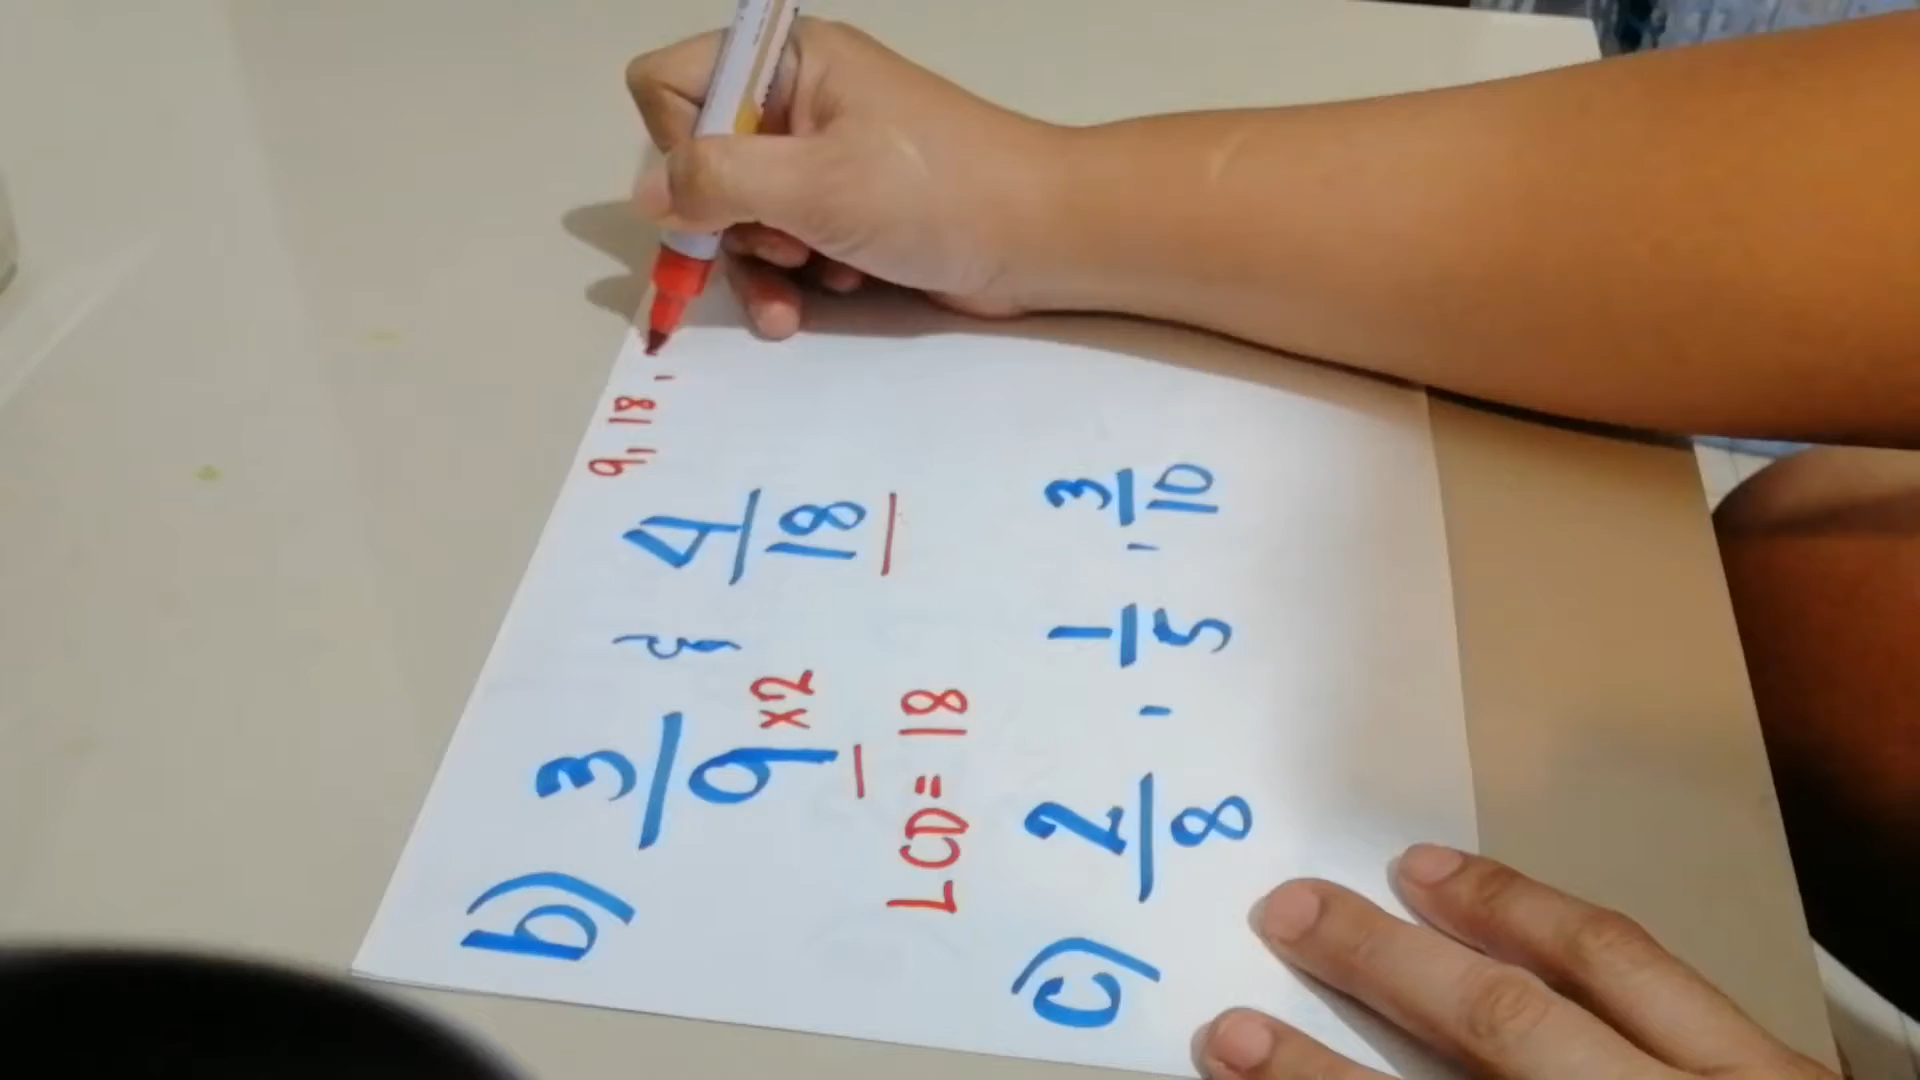 9, 18,
b) 3/9 x2 & 4/18
LCD = 18
c) 2/8 , 1/5 , 3/10